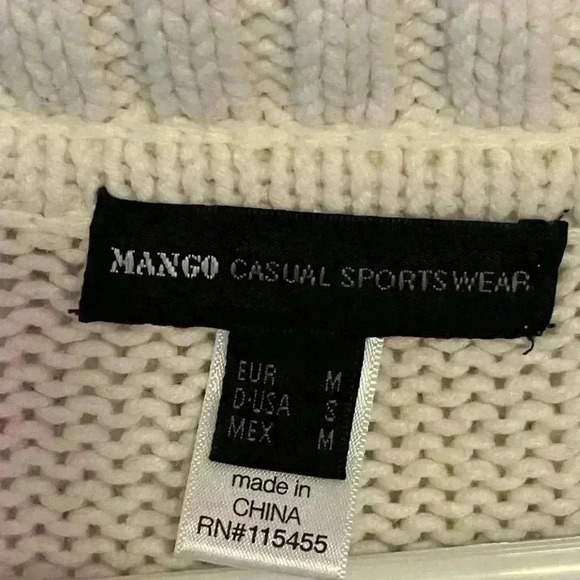 MANGO CASUAL SPORTSWEAR
EUR M
D·USA S
MEX M
made in
CHINA
RN#115455